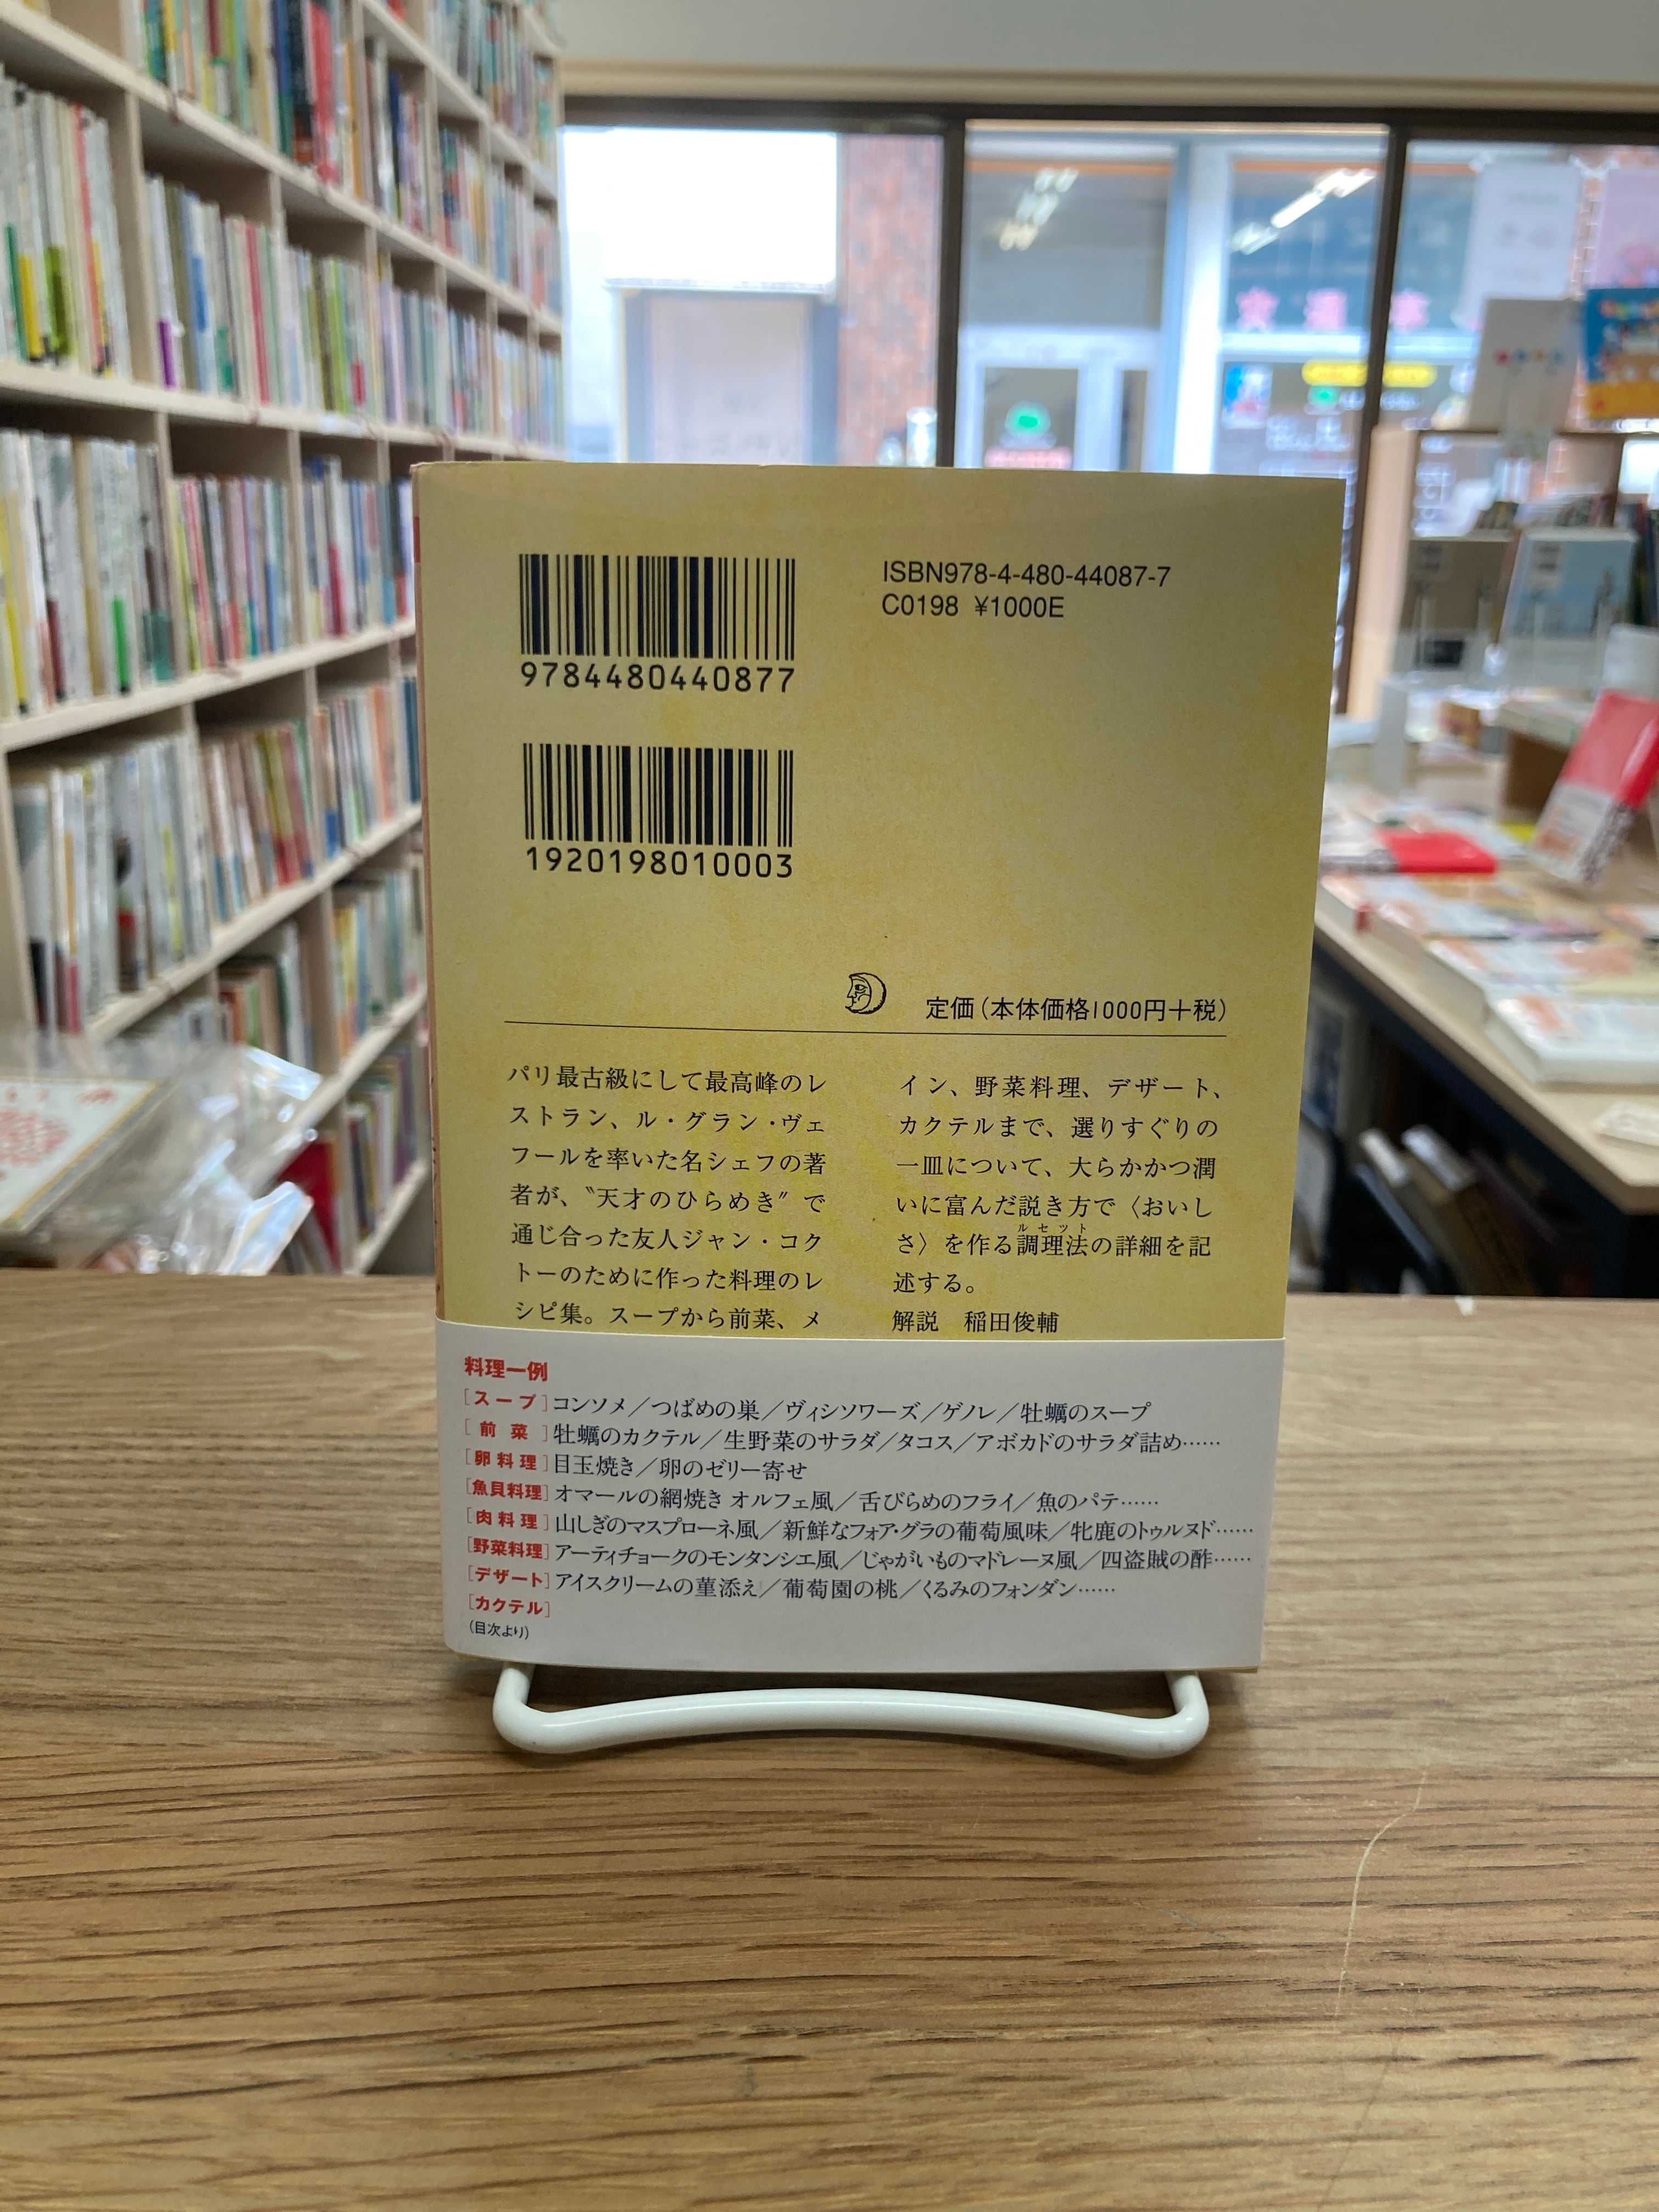 ISBN978-4-480-44087-7
C0198 ¥1000E
9784480440877
1920198010003
定価(本体価格1000円+税)
パリ最古級にして最高峰のレ
ストラン、ル・グラン・ヴェ
フールを率いた名シェフの著
者が、〝天才のひらめき〟で
通じ合った友人ジャン・コク
トーのために作った料理のレ
シピ集。スープから前菜、メ
イン、野菜料理、デザート、
カクテルまで、選りすぐりの
一皿について、大らかかつ潤
いに富んだ説き方で〈おいし
ルセット
さ〉を作る調理法の詳細を記
述する。
解説 稲田俊輔
料理一例
[スープ]コンソメ/つばめの巣/ヴィシソワーズ/ゲノレ/牡蠣のスープ
[前菜]牡蠣のカクテル/生野菜のサラダ/タコス/アボカドのサラダ詰め……
[卵料理]目玉焼き/卵のゼリー寄せ
[魚貝料理]オマールの網焼き オルフェ風/舌びらめのフライ/魚のパテ……
[肉料理]山しぎのマスプローネ風/新鮮なフォア・グラの葡萄風味/牝鹿のトゥルヌド……
[野菜料理]アーティチョークのモンタンシエ風/じゃがいものマドレーヌ風/四盗賊の酢……
[デザート]アイスクリームの菫添え/葡萄園の桃/くるみのフォンダン……
[カクテル]
(目次より)